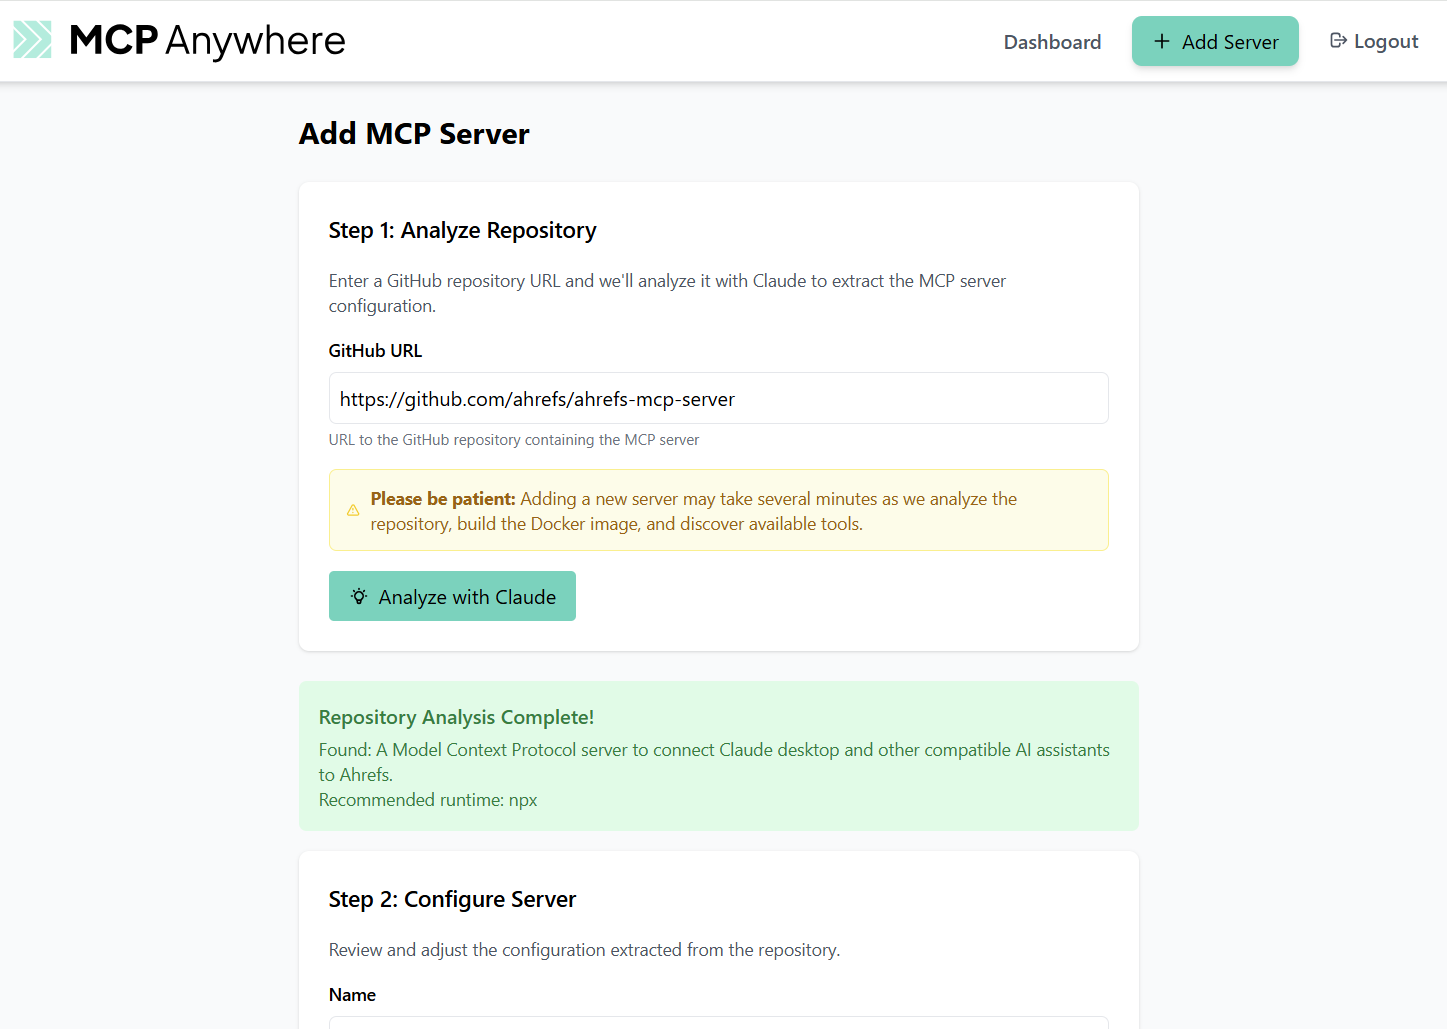 MCP Anywhere
Dashboard
Add Server
Logout
Add MCP Server
Step 1: Analyze Repository
Enter a GitHub repository URL and we'll analyze it with Claude to extract the MCP server
configuration.
GitHub URL
https://github.com/ahrefs/ahrefs-mcp-server
URL to the GitHub repository containing the MCP server
Please be patient: Adding a new server may take several minutes as we analyze the
repository, build the Docker image, and discover available tools.
Analyze with Claude
Repository Analysis Complete!
Found: A Model Context Protocol server to connect Claude desktop and other compatible AI assistants
to Ahrefs.
Recommended runtime: npx
Step 2: Configure Server
Review and adjust the configuration extracted from the repository.
Name